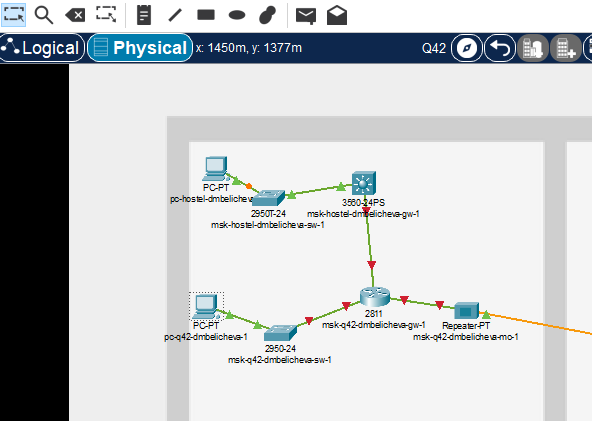 Logical
Physical
x: 1450m, y: 1377m
Q42
PC-PT
pc-hostel-dmbelichev
2950T-24
msk-hostel-dmbelicheva-sw-1
3560-24PS
msk-hostel-dmbelicheva-gw-1
2811
msk-q42-dmbelicheva-gw-1
Repeater-PT
msk-q42-dmbelicheva-mc-1
PC-PT
pc-q42-dmbelicheva-1
2950-24
msk-q42-dmbelicheva-sw-1